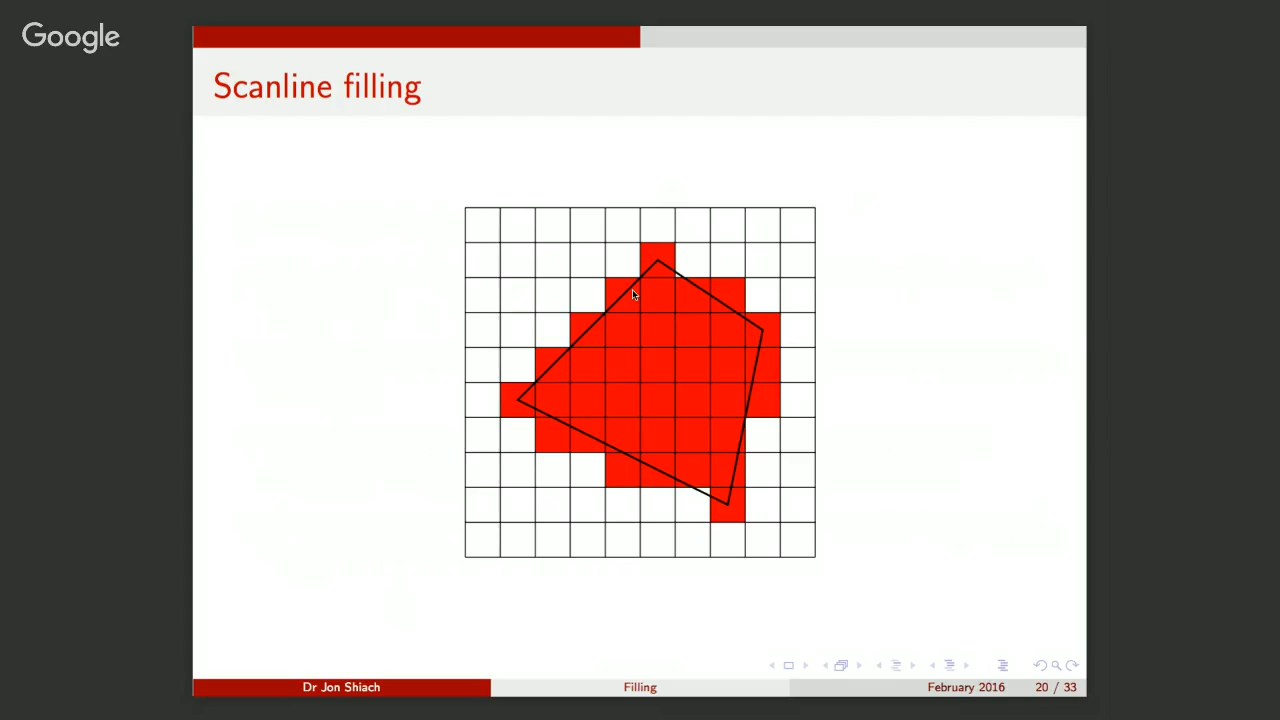 Google
Scanline filling
Dr Jon Shiach
Filling
February 2016
20 / 33